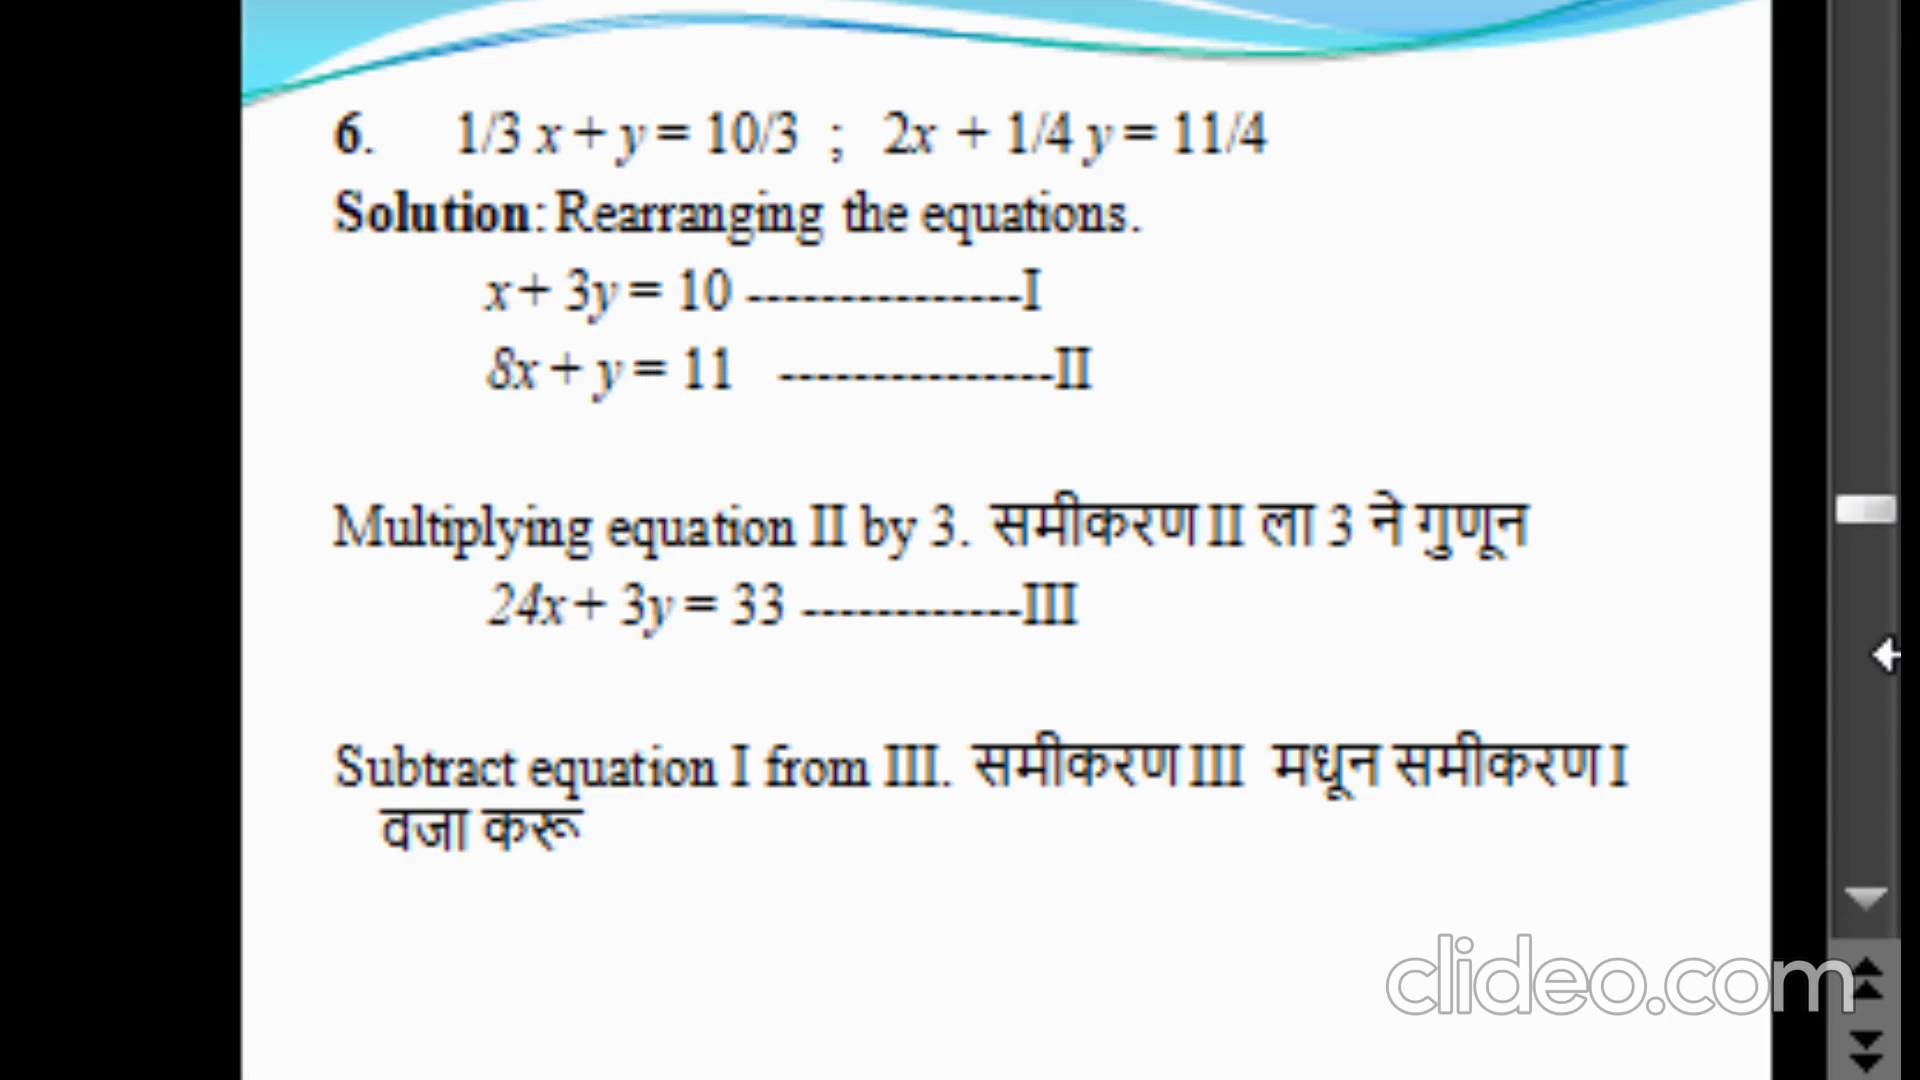 6. 1/3 x + y = 10/3 ; 2x + 1/4 y = 11/4
Solution: Rearranging the equations.
x + 3y = 10 ---------------I
8x + y = 11 ---------------II
Multiplying equation II by 3. समीकरण II ला 3 ने गुणून
24x + 3y = 33 ------------III
Subtract equation I from III. समीकरण III मधून समीकरण I
वजा करू
clideo.com